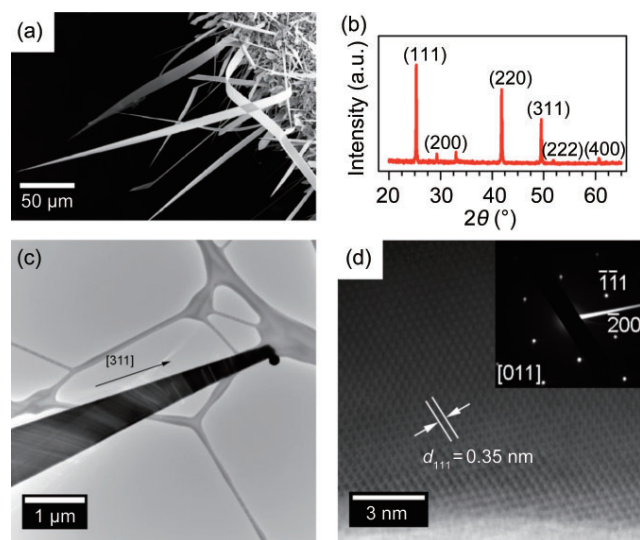 (a)
50 µm
(b)
Intensity (a.u.)
(111)
(200)
(220)
(311)
(222)
(400)
20 30 40 50 60
2θ (°)
(c)
[311]
1 µm
(d)
1̅1̅1
2̅00
[011]
d₁₁₁ = 0.35 nm
3 nm